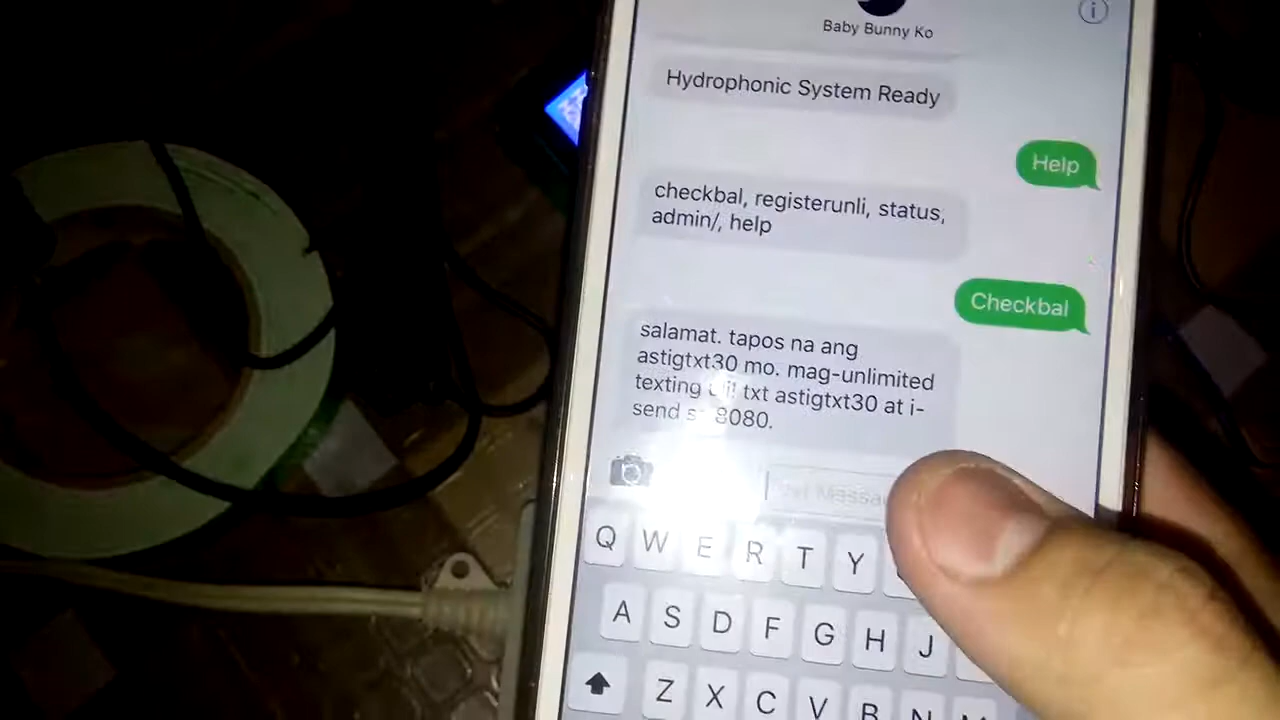 Baby Bunny Ko
Hydrophonic System Ready
Help
checkbal, registerunli, status,
admin/, help
Checkbal
salamat. tapos na ang
astigtxt30 mo. mag-unlimited
texting txt astigtxt30 at i-
send 8080.
Q W E R T Y
A S D F G H J
Z X C V B N M